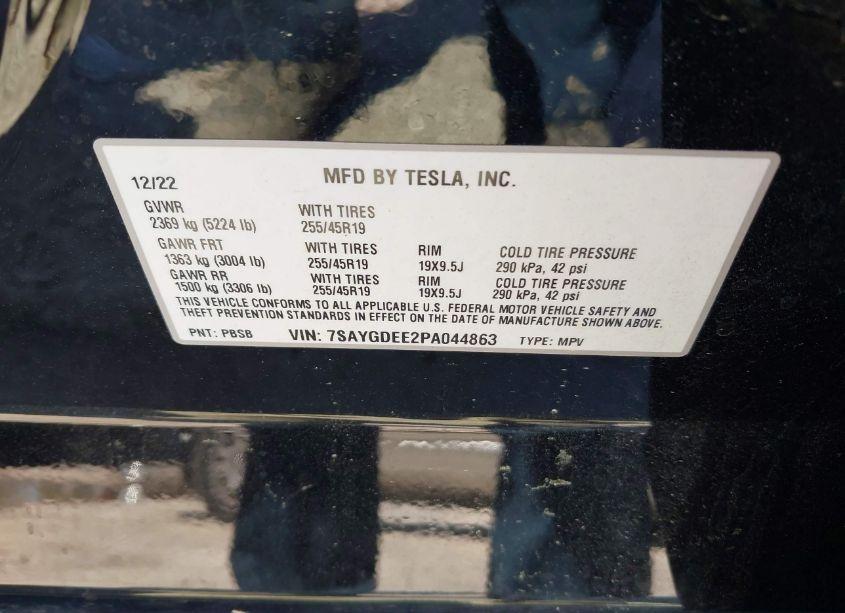 12/22 MFD BY TESLA, INC.
GVWR
2369 kg (5224 lb) WITH TIRES 255/45R19
GAWR FRT WITH TIRES RIM COLD TIRE PRESSURE
1363 kg (3004 lb) 255/45R19 19X9.5J 290 kPa, 42 psi
GAWR RR WITH TIRES RIM COLD TIRE PRESSURE
1500 kg (3306 lb) 255/45R19 19X9.5J 290 kPa, 42 psi
THIS VEHICLE CONFORMS TO ALL APPLICABLE U.S. FEDERAL MOTOR VEHICLE SAFETY AND
THEFT PREVENTION STANDARDS IN EFFECT ON THE DATE OF MANUFACTURE SHOWN ABOVE.
PNT: PBSB VIN: 7SAYGDEE2PA044863 TYPE: MPV